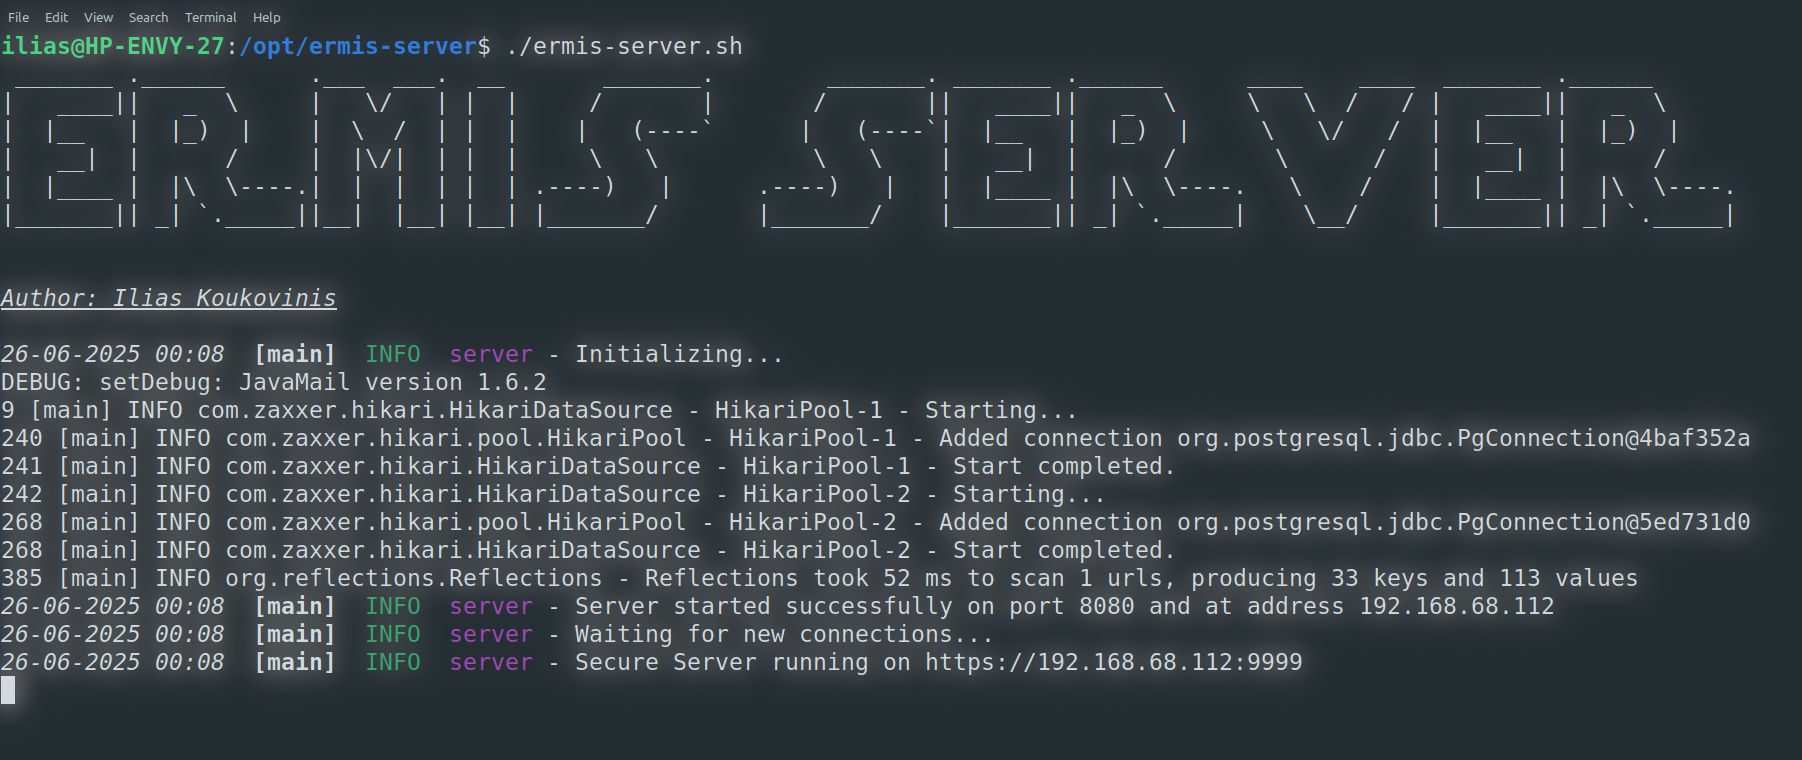 File Edit View Search Terminal Help
ilias@HP-ENVY-27:/opt/ermis-server$ ./ermis-server.sh
ERMIS SERVER
Author: Ilias Koukovinis
26-06-2025 00:08 [main] INFO server - Initializing...
DEBUG: setDebug: JavaMail version 1.6.2
9 [main] INFO com.zaxxer.hikari.HikariDataSource - HikariPool-1 - Starting...
240 [main] INFO com.zaxxer.hikari.pool.HikariPool - HikariPool-1 - Added connection org.postgresql.jdbc.PgConnection@4baf352a
241 [main] INFO com.zaxxer.hikari.HikariDataSource - HikariPool-1 - Start completed.
242 [main] INFO com.zaxxer.hikari.HikariDataSource - HikariPool-2 - Starting...
268 [main] INFO com.zaxxer.hikari.pool.HikariPool - HikariPool-2 - Added connection org.postgresql.jdbc.PgConnection@5ed731d0
268 [main] INFO com.zaxxer.hikari.HikariDataSource - HikariPool-2 - Start completed.
385 [main] INFO org.reflections.Reflections - Reflections took 52 ms to scan 1 urls, producing 33 keys and 113 values
26-06-2025 00:08 [main] INFO server - Server started successfully on port 8080 and at address 192.168.68.112
26-06-2025 00:08 [main] INFO server - Waiting for new connections...
26-06-2025 00:08 [main] INFO server - Secure Server running on https://192.168.68.112:9999